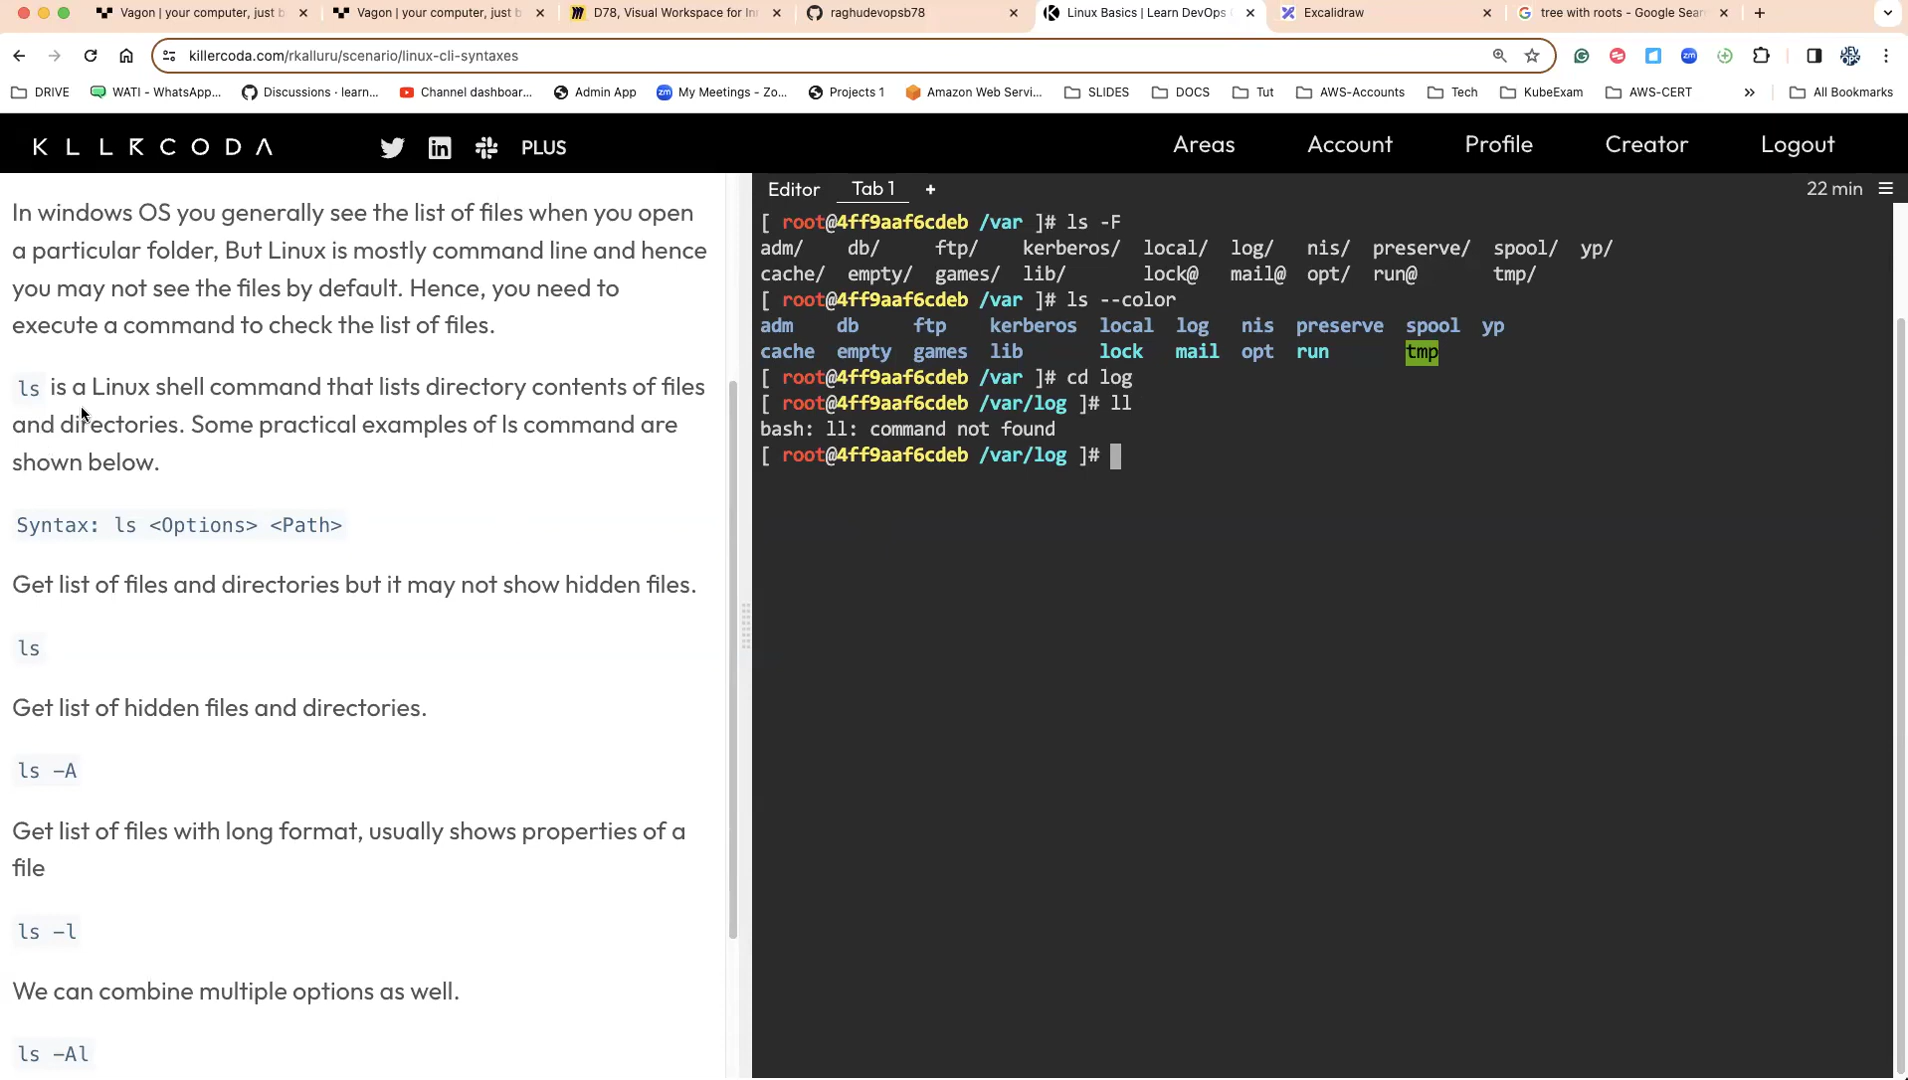 Vagon | your computer, just b
Vagon | your computer, just b
D78, Visual Workspace for Inn
raghudevopsb78
Linux Basics | Learn DevOps
Excalidraw
tree with roots - Google Sear
killercoda.com/rkalluru/scenario/linux-cli-syntaxes
DRIVE
WATI - WhatsApp...
Discussions · learn...
Channel dashboar...
Admin App
My Meetings - Zo...
Projects 1
Amazon Web Servi...
SLIDES
DOCS
Tut
AWS-Accounts
Tech
KubeExam
AWS-CERT
All Bookmarks
KLLRCODA
PLUS
Areas
Account
Profile
Creator
Logout
In windows OS you generally see the list of files when you open
a particular folder, But Linux is mostly command line and hence
you may not see the files by default. Hence, you need to
execute a command to check the list of files.
ls is a Linux shell command that lists directory contents of files
and directories. Some practical examples of ls command are
shown below.
Syntax: ls <Options> <Path>
Get list of files and directories but it may not show hidden files.
ls
Get list of hidden files and directories.
ls -A
Get list of files with long format, usually shows properties of a
file
ls -l
We can combine multiple options as well.
ls -Al
Editor
Tab 1
+
22 min
[ root@4ff9aaf6cdeb /var ]# ls -F
adm/ db/ ftp/ kerberos/ local/ log/ nis/ preserve/ spool/ yp/
cache/ empty/ games/ lib/ lock@ mail@ opt/ run@ tmp/
[ root@4ff9aaf6cdeb /var ]# ls --color
adm db ftp kerberos local log nis preserve spool yp
cache empty games lib lock mail opt run tmp
[ root@4ff9aaf6cdeb /var ]# cd log
[ root@4ff9aaf6cdeb /var/log ]# ll
bash: ll: command not found
[ root@4ff9aaf6cdeb /var/log ]#